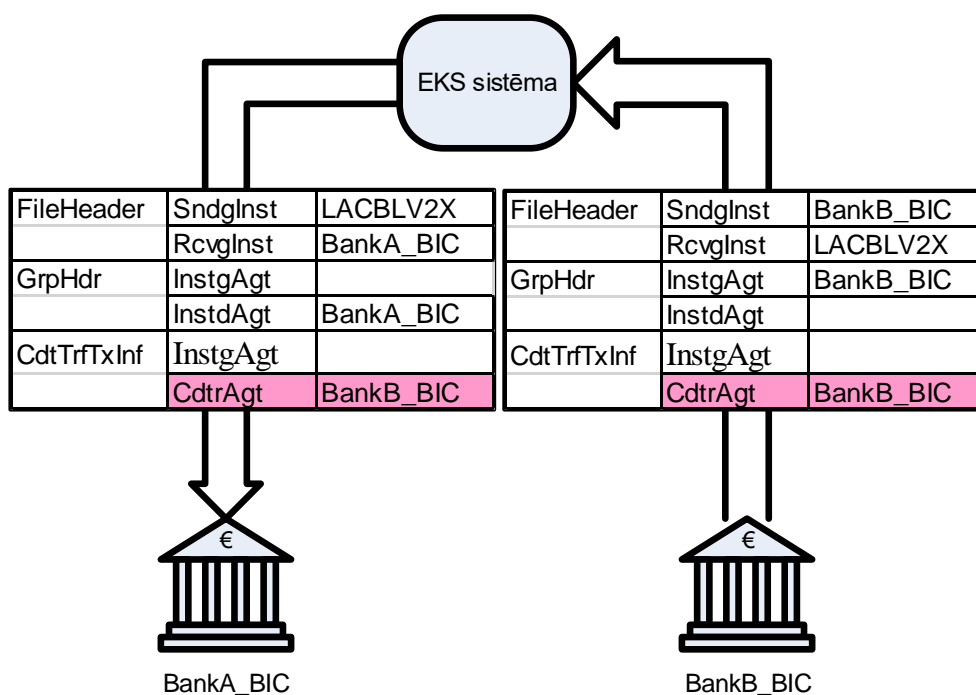 EKS sistēma
FileHeader SndgInst LACBLV2X
RcvgInst BankA_BIC
GrpHdr InstgAgt
InstdAgt BankA_BIC
CdtTrfTxInf InstgAgt
CdtrAgt BankB_BIC
FileHeader SndgInst BankB_BIC
RcvgInst LACBLV2X
GrpHdr InstgAgt BankB_BIC
InstdAgt
CdtTrfTxInf InstgAgt
CdtrAgt BankB_BIC
€
€
BankA_BIC
BankB_BIC